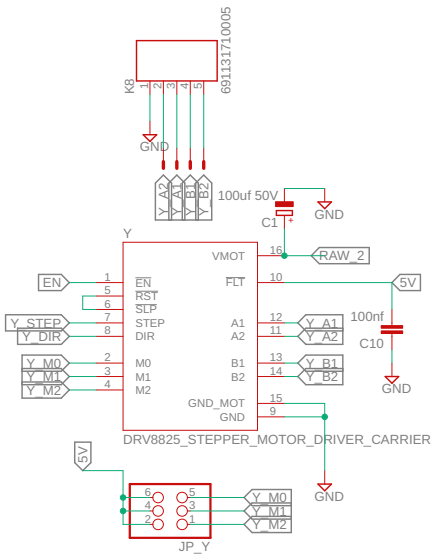 691131710005
K8
1 2 3 4 5
GND
Y_A2 Y_A1 Y_B1 Y_B2
100uf 50V
C1
+
GND
Y
VMOT 16 RAW_2
EN 1 EN FLT 10 5V
5 RST
6 SLP
Y_STEP 7 STEP A1 12 Y_A1
Y_DIR 8 DIR A2 11 Y_A2
100nf
C10
Y_M0 2 M0 B1 13 Y_B1
Y_M1 3 M1 B2 14 Y_B2
Y_M2 4 M2
GND
GND_MOT 15
GND 9
DRV8825_STEPPER_MOTOR_DRIVER_CARRIER
5V
GND
6 5 Y_M0
4 3 Y_M1
2 1 Y_M2
JP_Y